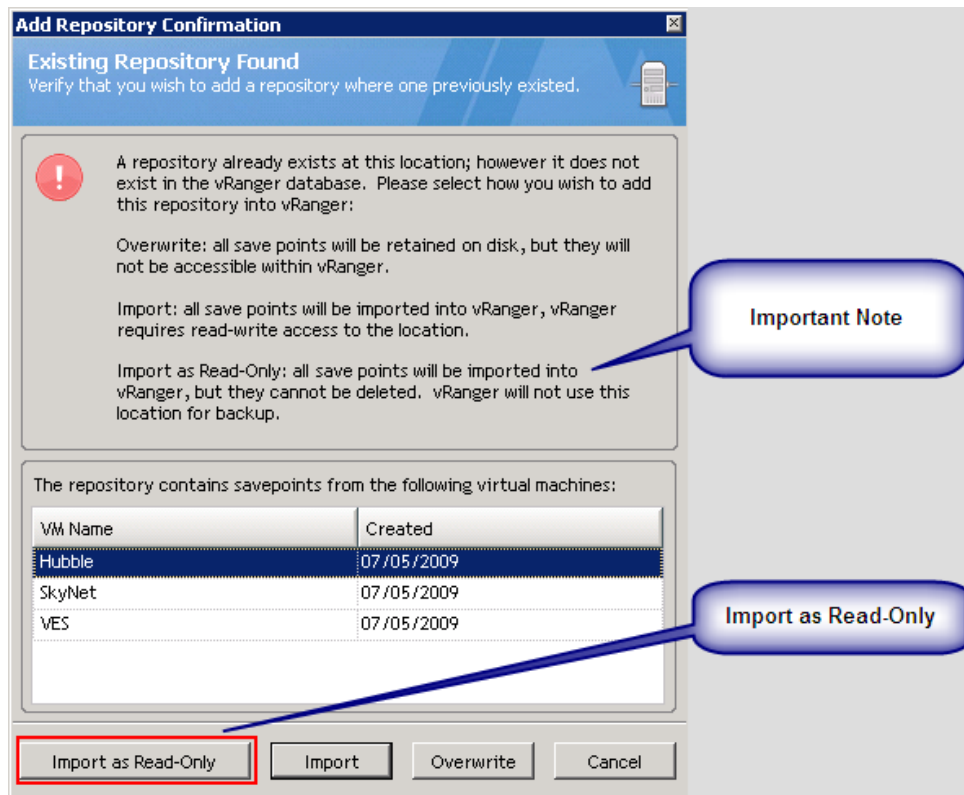 Add Repository Confirmation
Existing Repository Found
Verify that you wish to add a repository where one previously existed.
A repository already exists at this location; however it does not
exist in the vRanger database. Please select how you wish to add
this repository into vRanger:
Overwrite: all save points will be retained on disk, but they will
not be accessible within vRanger.
Import: all save points will be imported into vRanger, vRanger
requires read-write access to the location.
Import as Read-Only: all save points will be imported into
vRanger, but they cannot be deleted. vRanger will not use this
location for backup.
Important Note
The repository contains savepoints from the following virtual machines:
VM Name Created
Hubble 07/05/2009
SkyNet 07/05/2009
VES 07/05/2009
Import as Read-Only
Import as Read-Only Import Overwrite Cancel